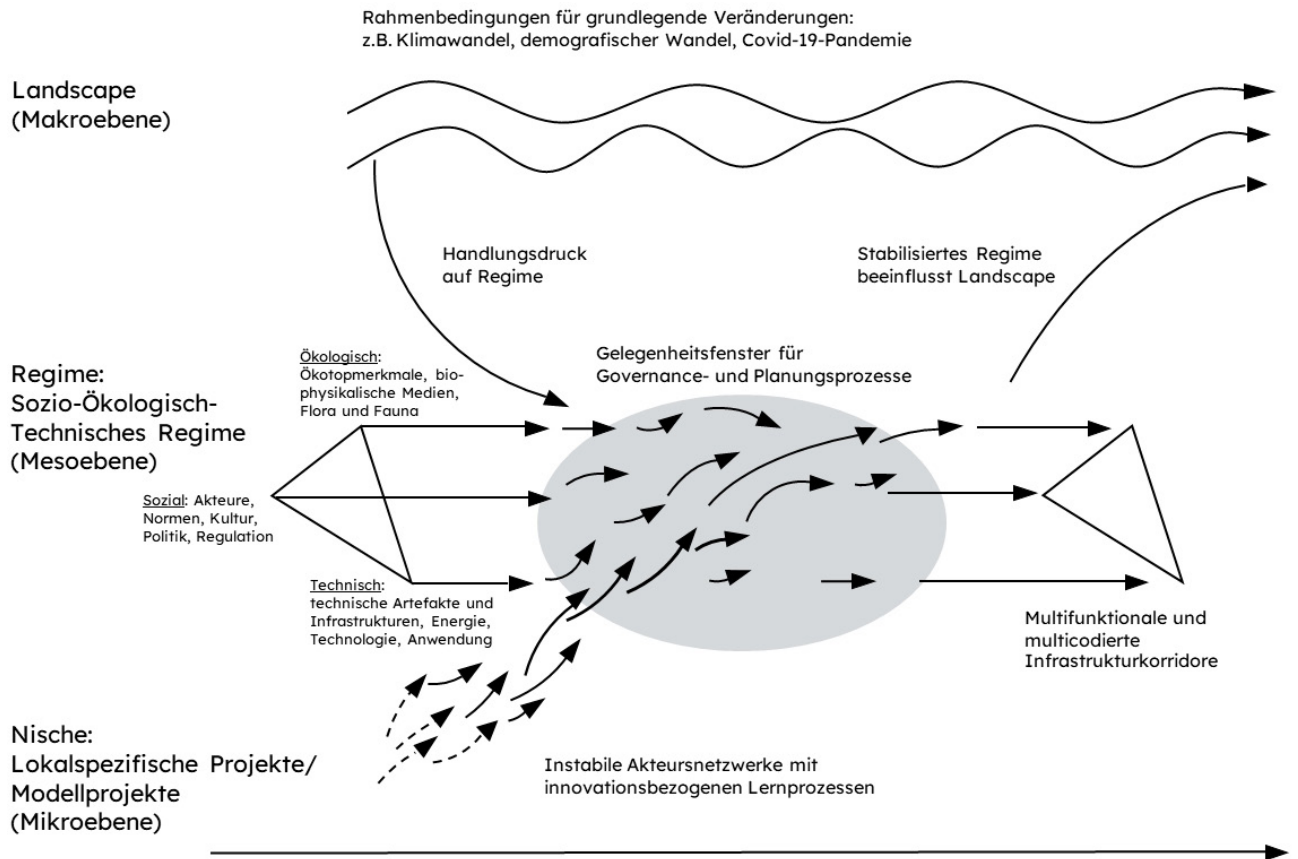 Rahmenbedingungen für grundlegende Veränderungen:
z.B. Klimawandel, demografischer Wandel, Covid-19-Pandemie
Landscape
(Makroebene)
Handlungsdruck
auf Regime
Stabilisiertes Regime
beeinflusst Landscape
Regime:
Sozio-Ökologisch-
Technisches Regime
(Mesoebene)
Ökologisch:
Ökotopmerkmale, bio-
physikalische Medien,
Flora und Fauna
Gelegenheitsfenster für
Governance- und Planungsprozesse
Sozial: Akteure,
Normen, Kultur,
Politik, Regulation
Technisch:
technische Artefakte und
Infrastrukturen, Energie,
Technologie, Anwendung
Multifunktionale und
multicodierte
Infrastrukturkorridore
Nische:
Lokalspezifische Projekte/
Modellprojekte
(Mikroebene)
Instabile Akteursnetzwerke mit
innovationsbezogenen Lernprozessen